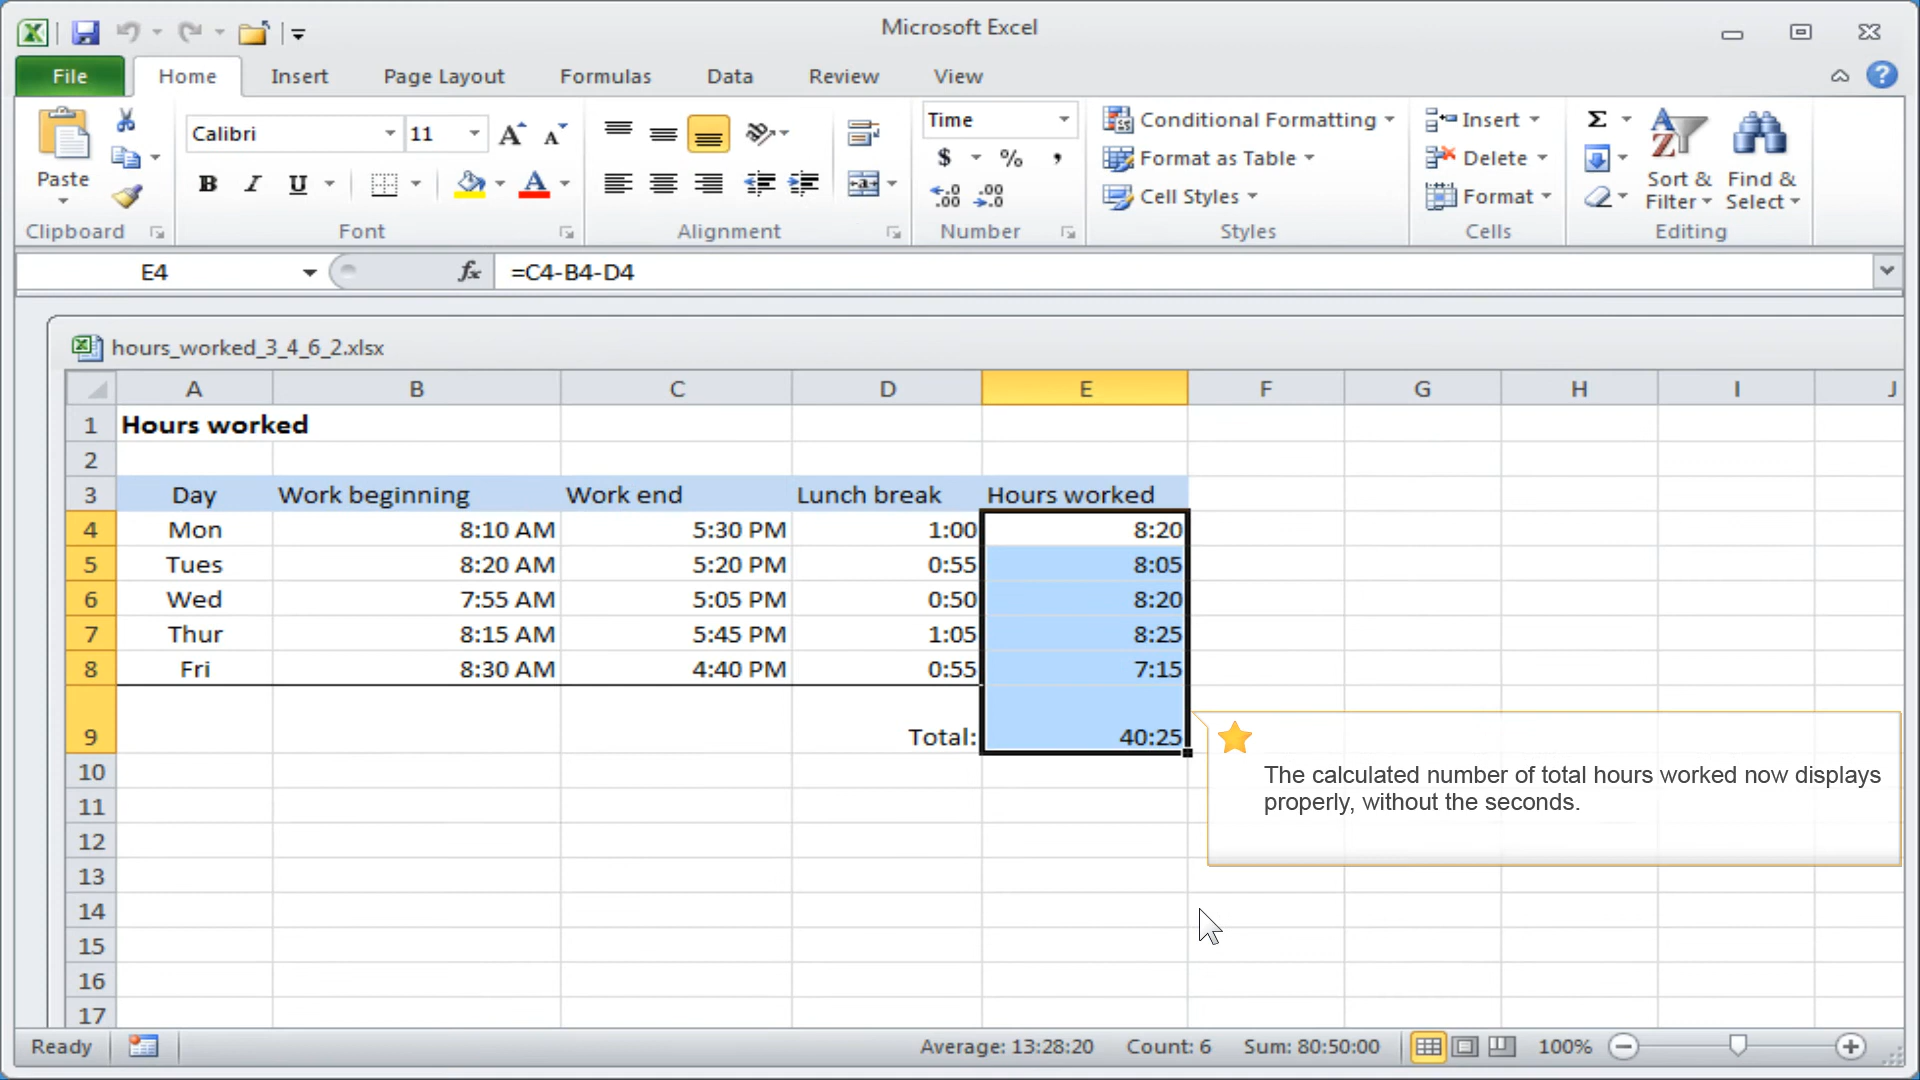 Microsoft Excel
File Home Insert Page Layout Formulas Data Review View
Calibri 11 Time Conditional Formatting Insert
Paste B I U $ % , Format as Table Delete Sort & Filter Find & Select
Cell Styles Format
Clipboard Font Alignment Number Styles Cells Editing
E4 fx =C4-B4-D4
hours_worked_3_4_6_2.xlsx
A B C D E F G H I J
1 Hours worked
2
3 Day Work beginning Work end Lunch break Hours worked
4 Mon 8:10 AM 5:30 PM 1:00 8:20
5 Tues 8:20 AM 5:20 PM 0:55 8:05
6 Wed 7:55 AM 5:05 PM 0:50 8:20
7 Thur 8:15 AM 5:45 PM 1:05 8:25
8 Fri 8:30 AM 4:40 PM 0:55 7:15
9 Total: 40:25
The calculated number of total hours worked now displays
properly, without the seconds.
10
11
12
13
14
15
16
17
Ready Average: 13:28:20 Count: 6 Sum: 80:50:00 100%